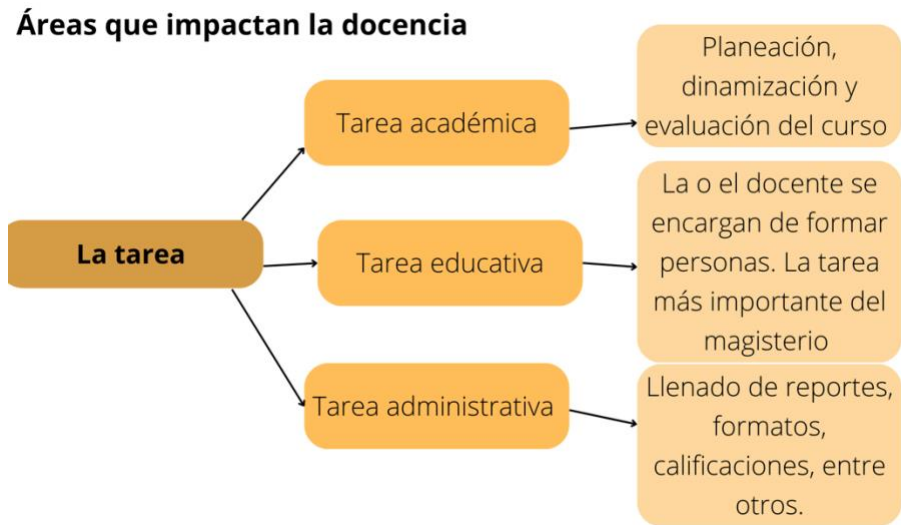 Áreas que impactan la docencia
La tarea
Tarea académica
Planeación,
dinamización y
evaluación del curso
Tarea educativa
La o el docente se
encargan de formar
personas. La tarea
más importante del
magisterio
Tarea administrativa
Llenado de reportes,
formatos,
calificaciones, entre
otros.